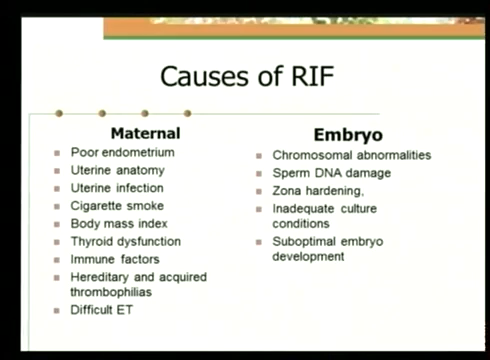 Causes of RIF
Maternal
Poor endometrium
Uterine anatomy
Uterine infection
Cigarette smoke
Body mass index
Thyroid dysfunction
Immune factors
Hereditary and acquired
thrombophilias
Difficult ET
Embryo
Chromosomal abnormalities
Sperm DNA damage
Zona hardening,
Inadequate culture
conditions
Suboptimal embryo
development